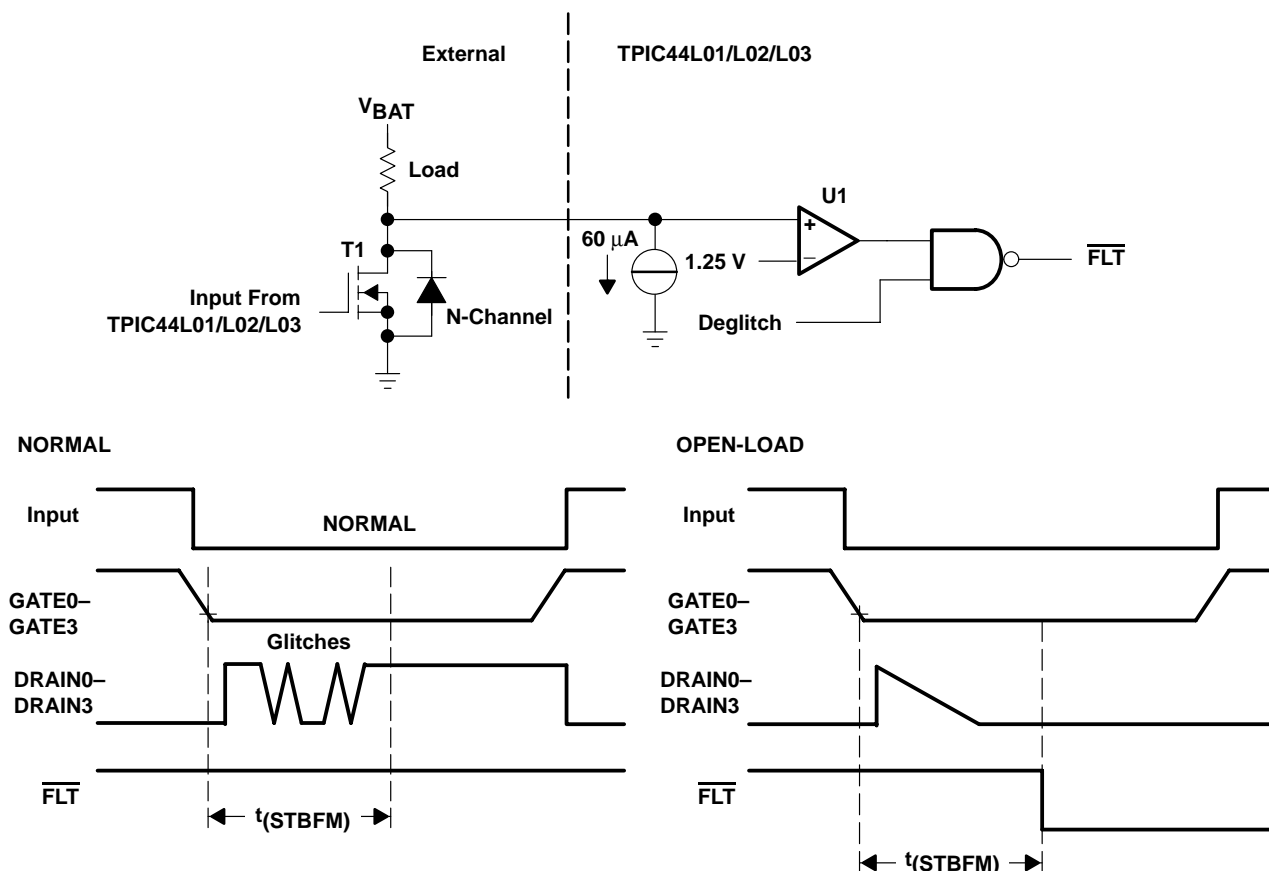 External
TPIC44L01/L02/L03
VBAT
Load
T1
Input From
TPIC44L01/L02/L03
N-Channel
60 μA
1.25 V
U1
+
−
FLT
Deglitch
NORMAL
Input
NORMAL
GATE0–
GATE3
Glitches
DRAIN0–
DRAIN3
FLT
t(STBFM)
OPEN-LOAD
Input
GATE0–
GATE3
DRAIN0–
DRAIN3
FLT
t(STBFM)